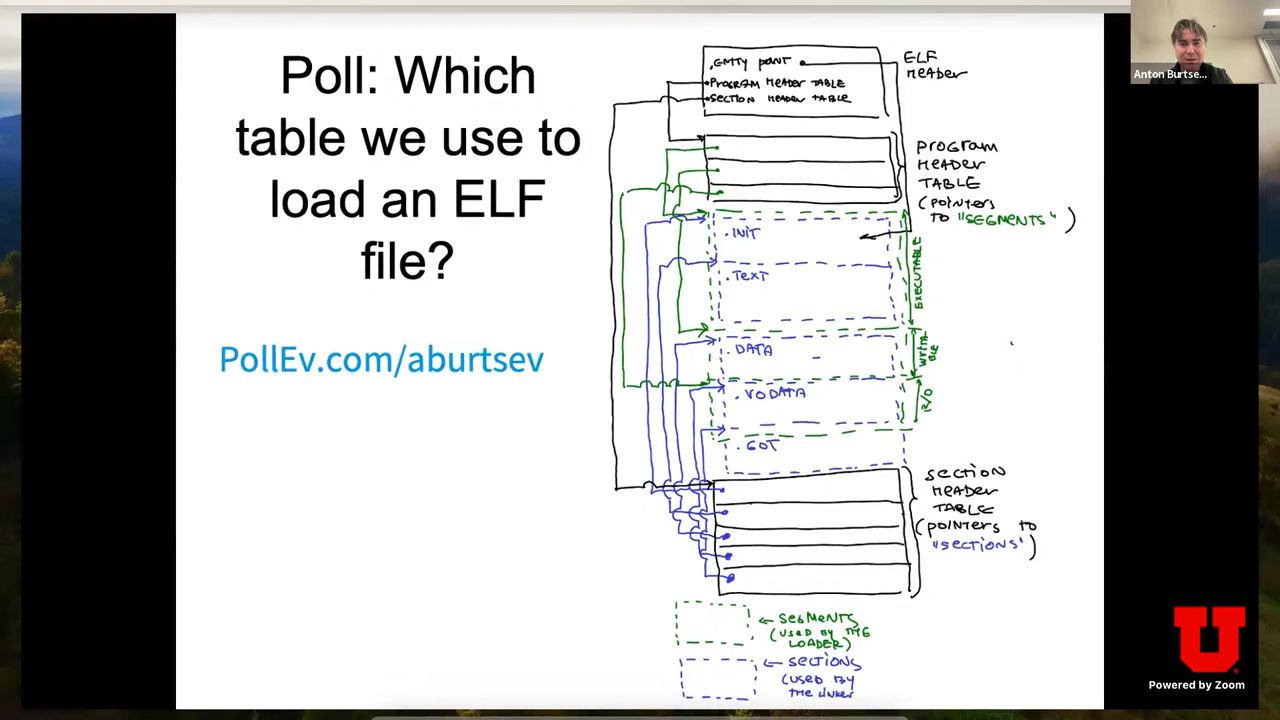 Poll: Which
table we use to
load an ELF
file?
PollEv.com/aburtsev
.ENTRY POINT
PROGRAM HEADER TABLE
SECTION HEADER TABLE
ELF
HEADER
PROGRAM
HEADER
TABLE
(POINTERS
TO "SEGMENTS")
.INIT
.TEXT
EXECUTABLE
.DATA
WRITA
BLE
.RODATA
R/O
.GOT
SECTION
HEADER
TABLE
(POINTERS TO
"SECTIONS")
← SEGMENTS
(USED BY THE
LOADER)
← SECTIONS
(USED BY
THE LINKER
Anton Burtse...
U
Powered by Zoom